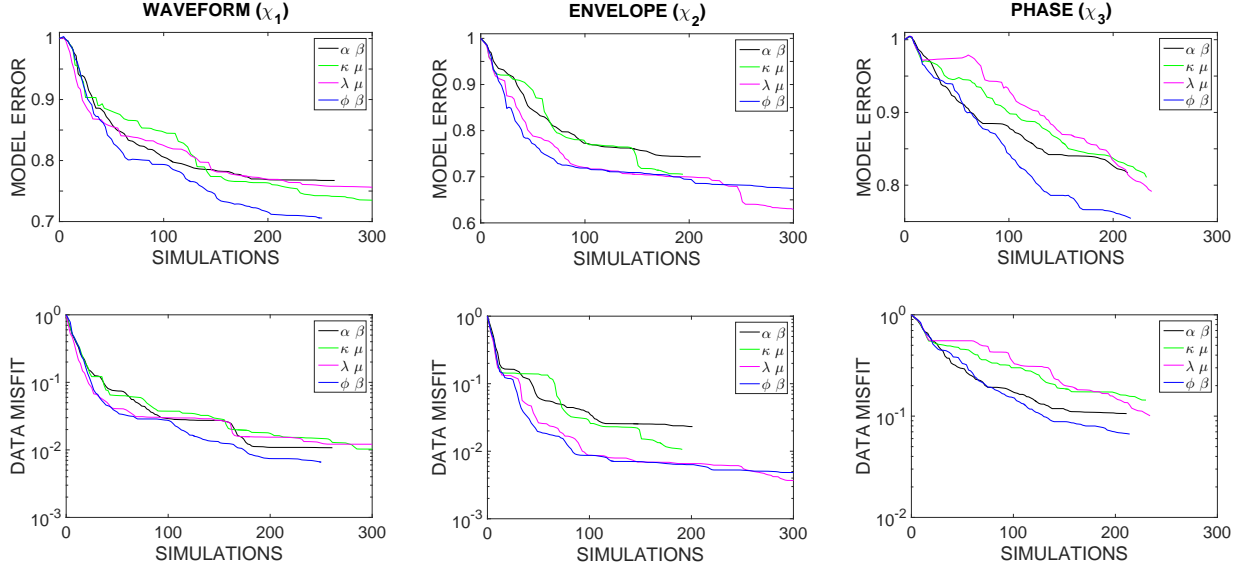 WAVEFORM (χ1)
MODEL ERROR
1
0.9
0.8
0.7
0
100
200
300
SIMULATIONS
α β
κ μ
λ μ
ϕ β
ENVELOPE (χ2)
MODEL ERROR
1
0.9
0.8
0.7
0.6
0
100
200
300
SIMULATIONS
α β
κ μ
λ μ
ϕ β
PHASE (χ3)
MODEL ERROR
1
0.9
0.8
0
100
200
300
SIMULATIONS
α β
κ μ
λ μ
ϕ β
DATA MISFIT
10^0
10^-1
10^-2
10^-3
0
100
200
300
SIMULATIONS
α β
κ μ
λ μ
ϕ β
DATA MISFIT
10^0
10^-1
10^-2
10^-3
0
100
200
300
SIMULATIONS
α β
κ μ
λ μ
ϕ β
DATA MISFIT
10^0
10^-1
10^-2
0
100
200
300
SIMULATIONS
α β
κ μ
λ μ
ϕ β